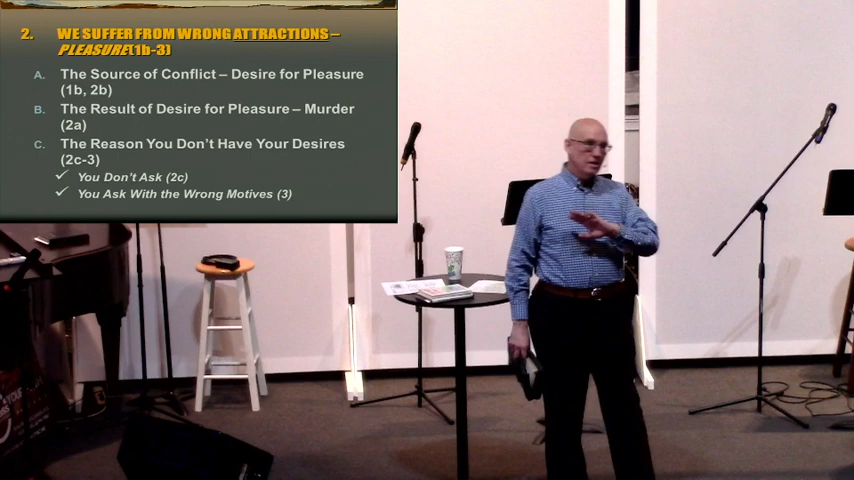 2. WE SUFFER FROM WRONG ATTRACTIONS –
PLEASURE(1b-3)
A. The Source of Conflict – Desire for Pleasure
(1b, 2b)
B. The Result of Desire for Pleasure – Murder
(2a)
C. The Reason You Don't Have Your Desires
(2c-3)
✓ You Don't Ask (2c)
✓ You Ask With the Wrong Motives (3)